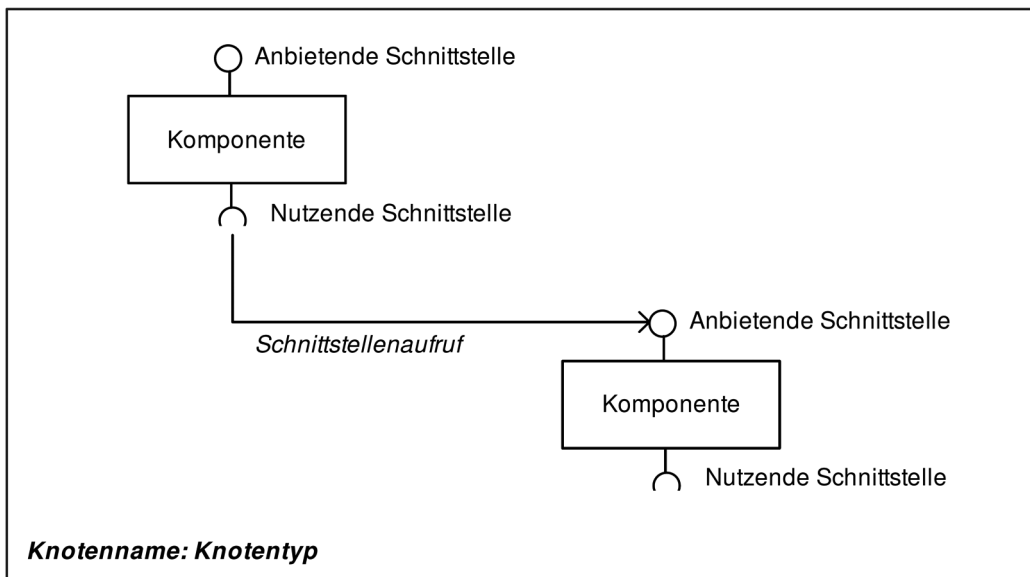 Anbietende Schnittstelle
Komponente
Nutzende Schnittstelle
Anbietende Schnittstelle
Schnittstellenaufruf
Komponente
Nutzende Schnittstelle
Knotenname: Knotentyp